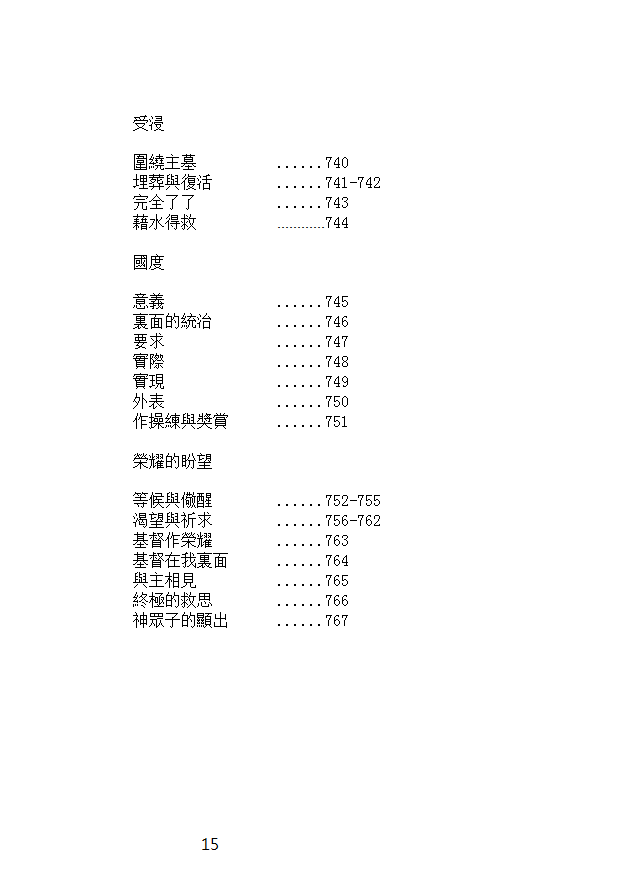 受浸
圍繞主墓 ......740
埋葬與復活 ......741-742
完全了了 ......743
藉水得救 ............744
國度
意義 ......745
裏面的統治 ......746
要求 ......747
實際 ......748
實現 ......749
外表 ......750
作操練與獎賞 ......751
榮耀的盼望
等候與儆醒 ......752-755
渴望與祈求 ......756-762
基督作榮耀 ......763
基督在我裏面 ......764
與主相見 ......765
終極的救恩 ......766
神眾子的顯出 ......767
15